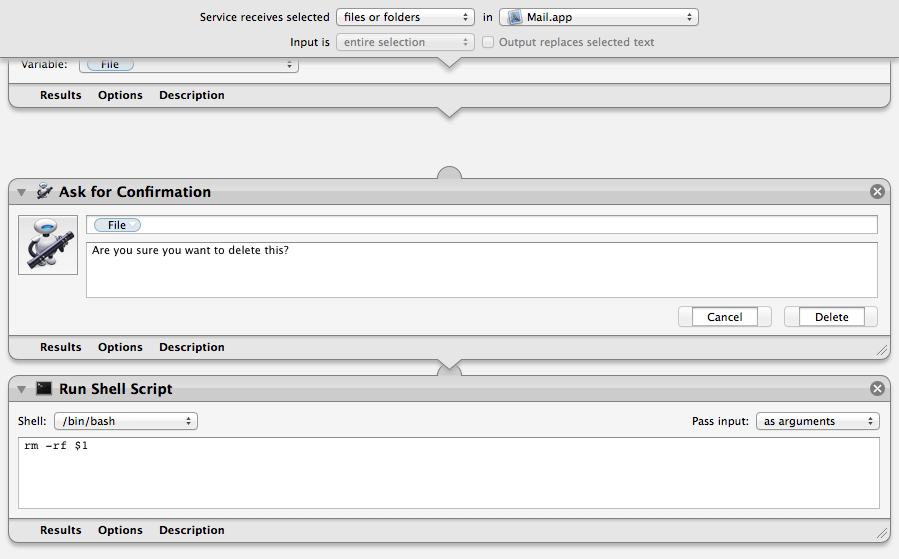 Service receives selected files or folders in Mail.app
Input is entire selection Output replaces selected text
Variable: File
Results Options Description
Ask for Confirmation
File
Are you sure you want to delete this?
Cancel Delete
Results Options Description
Run Shell Script
Shell: /bin/bash Pass input: as arguments
rm -rf $1
Results Options Description